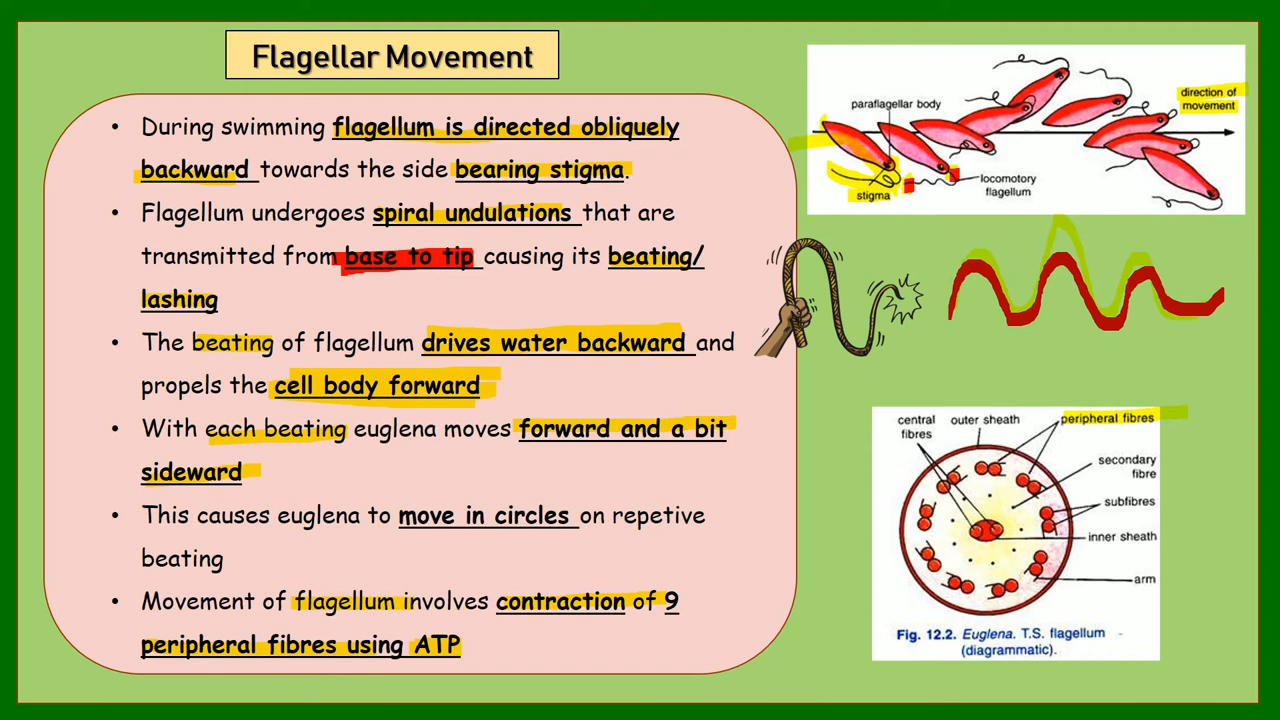 Flagellar Movement
• During swimming flagellum is directed obliquely
backward towards the side bearing stigma.
• Flagellum undergoes spiral undulations that are
transmitted from base to tip causing its beating/
lashing
• The beating of flagellum drives water backward and
propels the cell body forward
• With each beating euglena moves forward and a bit
sideward
• This causes euglena to move in circles on repetive
beating
• Movement of flagellum involves contraction of 9
peripheral fibres using ATP
direction of
movement
paraflagellar body
locomotory
flagellum
stigma
central
fibres
outer sheath
peripheral fibres
secondary
fibre
subfibres
inner sheath
arm
Fig. 12.2. Euglena. T.S. flagellum
(diagrammatic).